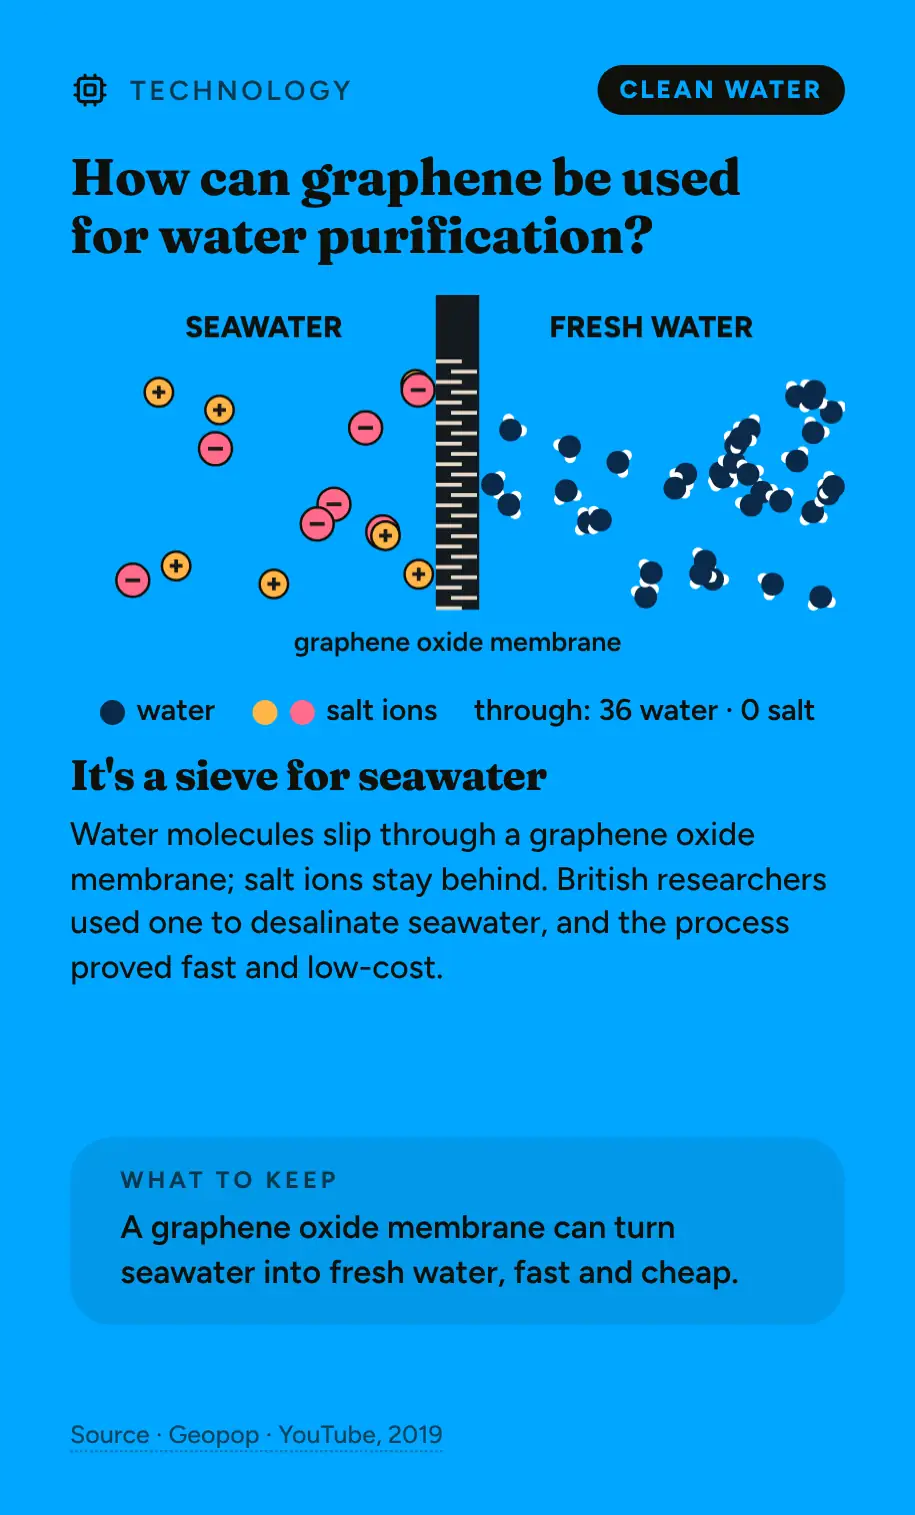 TECHNOLOGY
CLEAN WATER
How can graphene be used
for water purification?
SEAWATER
FRESH WATER
graphene oxide membrane
water
salt ions
through: 36 water · 0 salt
It's a sieve for seawater
Water molecules slip through a graphene oxide
membrane; salt ions stay behind. British researchers
used one to desalinate seawater, and the process
proved fast and low-cost.
WHAT TO KEEP
A graphene oxide membrane can turn
seawater into fresh water, fast and cheap.
Source · Geopop · YouTube, 2019